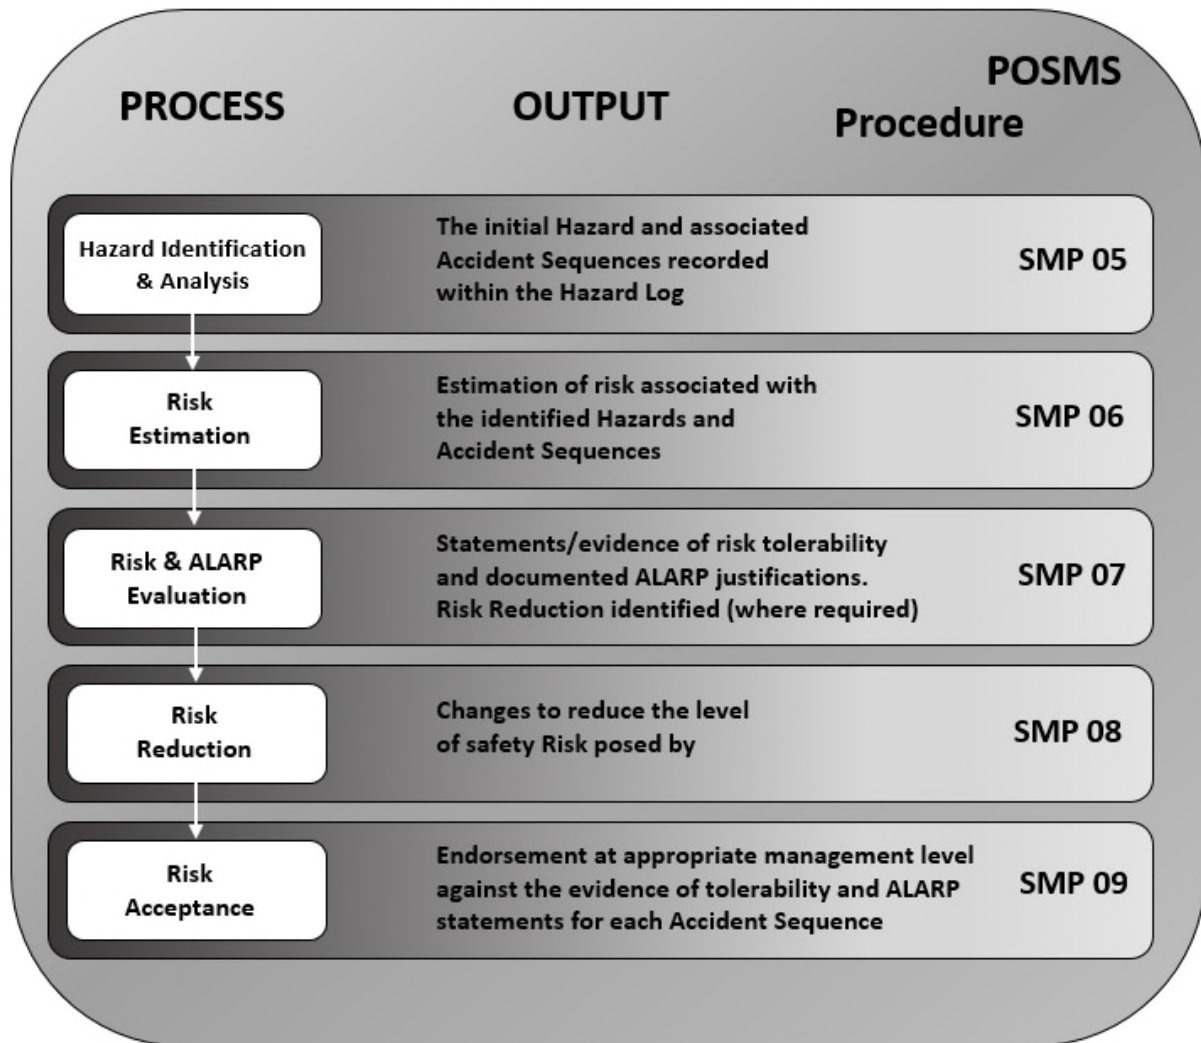 PROCESS
OUTPUT
POSMS
Procedure
Hazard Identification
& Analysis
The initial Hazard and associated
Accident Sequences recorded
within the Hazard Log
SMP 05
Risk
Estimation
Estimation of risk associated with
the identified Hazards and
Accident Sequences
SMP 06
Risk & ALARP
Evaluation
Statements/evidence of risk tolerability
and documented ALARP justifications.
Risk Reduction identified (where required)
SMP 07
Risk
Reduction
Changes to reduce the level
of safety Risk posed by
SMP 08
Risk
Acceptance
Endorsement at appropriate management level
against the evidence of tolerability and ALARP
statements for each Accident Sequence
SMP 09